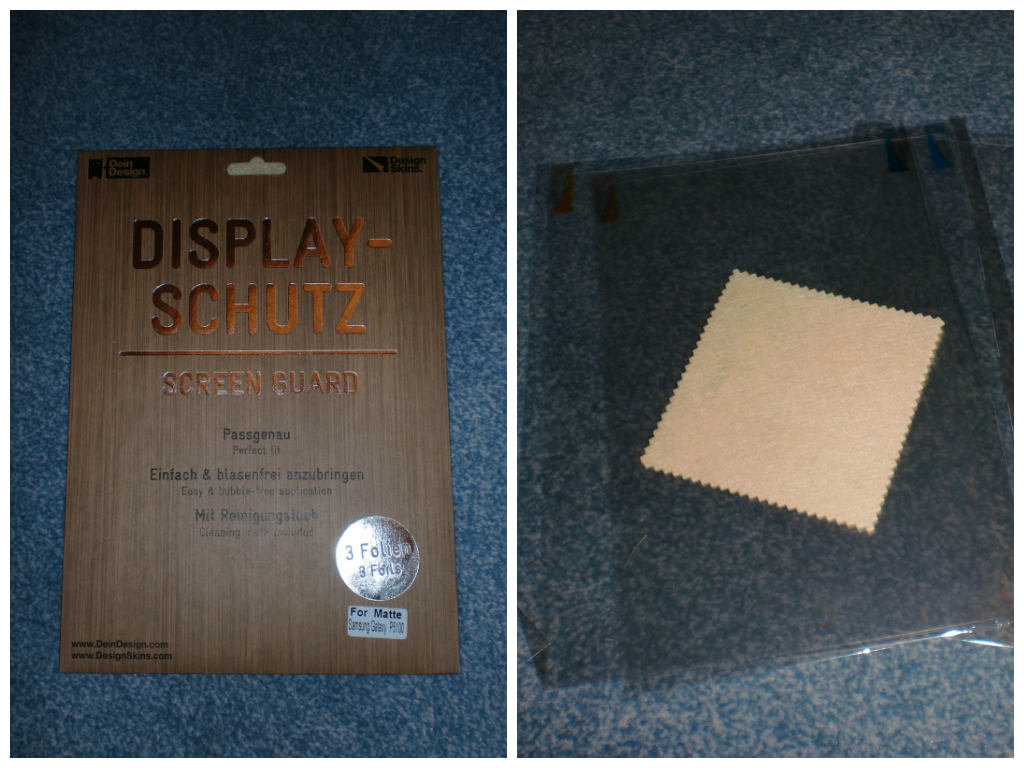 Dein
Design.
Design
Skins.
DISPLAY-
SCHUTZ
SCREEN GUARD
Passgenau
Perfect fit
Einfach & blasenfrei anzubringen
Easy & bubble-free application
Mit Reinigungstuch
Cleaning cloth included
3 Folien
3 Foils
For Matte
Samsung Galaxy P5100
www.DeinDesign.com
www.DesignSkins.com